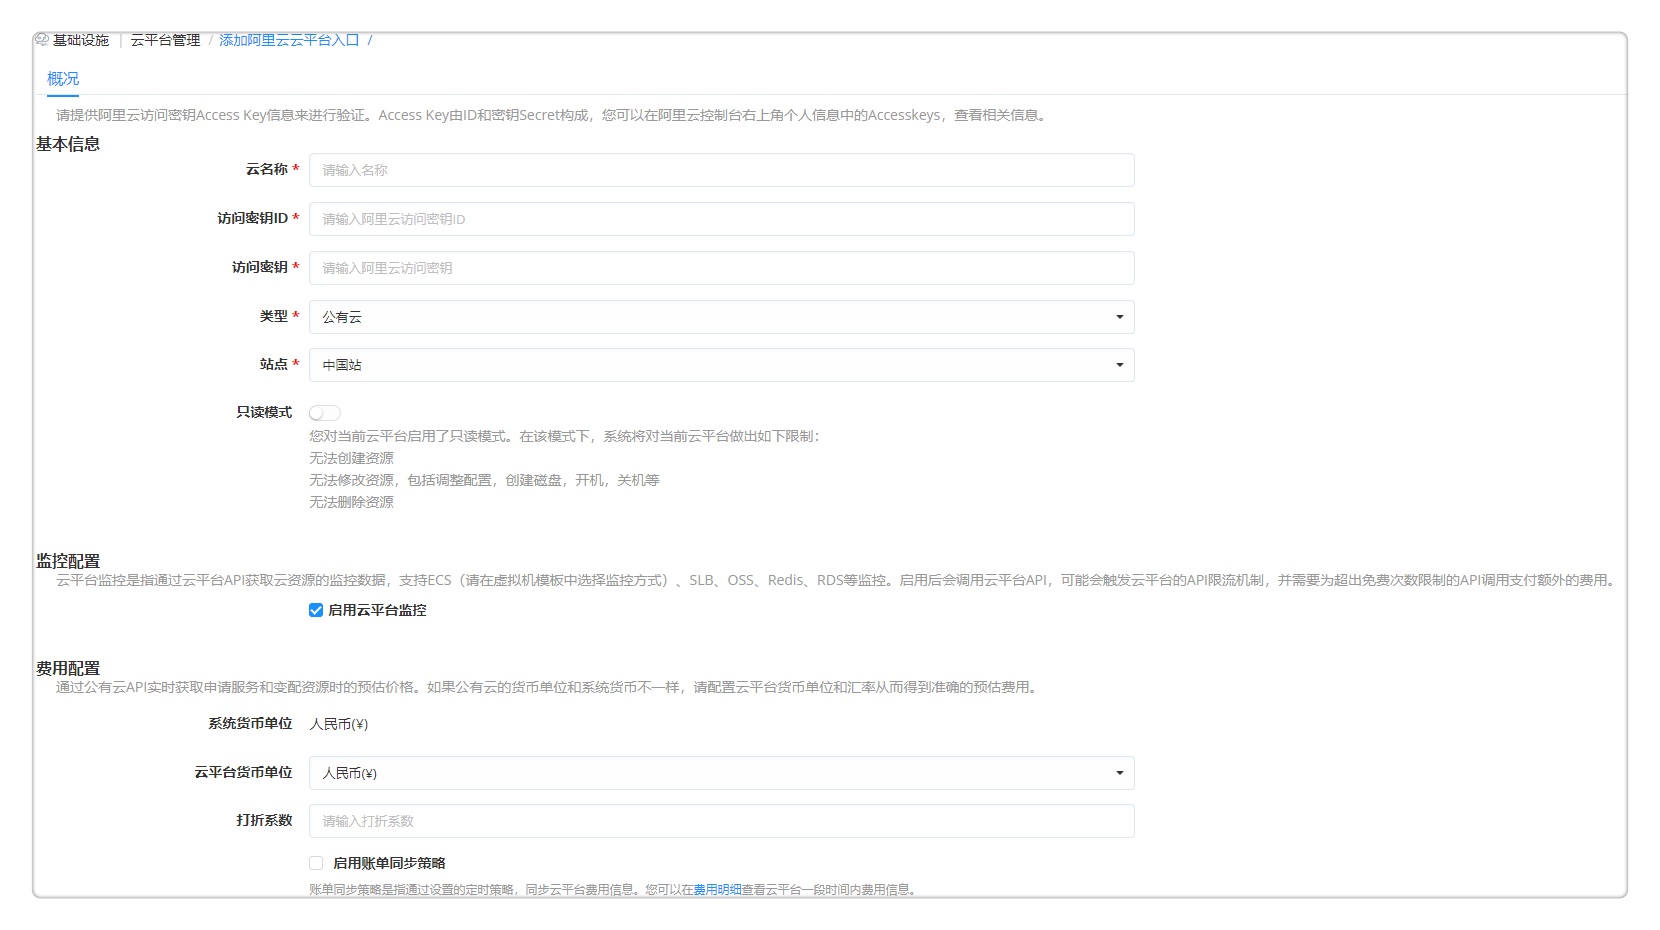 基础设施 | 云平台管理 / 添加阿里云云平台入口 /
概况
请提供阿里云访问密钥Access Key信息来进行验证。Access Key由ID和密钥Secret构成，您可以在阿里云控制台右上角个人信息中的Accesskeys，查看相关信息。
基本信息
云名称 * 请输入名称
访问密钥ID * 请输入阿里云访问密钥ID
访问密钥 * 请输入阿里云访问密钥
类型 * 公有云
站点 * 中国站
只读模式
您对当前云平台启用了只读模式。在该模式下，系统将对当前云平台做出如下限制：
无法创建资源
无法修改资源，包括调整配置，创建磁盘，开机，关机等
无法删除资源
监控配置
云平台监控是指通过云平台API获取云资源的监控数据，支持ECS（请在虚拟机模板中选择监控方式）、SLB、OSS、Redis、RDS等监控。启用后会调用云平台API，可能会触发云平台的API限流机制，并需要为超出免费次数限制的API调用支付额外的费用。
启用云平台监控
费用配置
通过公有云API实时获取申请服务和变配资源时的预估价格。如果公有云的货币单位和系统货币不一样，请配置云平台货币单位和汇率从而得到准确的预估费用。
系统货币单位 人民币(¥)
云平台货币单位 人民币(¥)
打折系数 请输入打折系数
启用账单同步策略
账单同步策略是指通过设置的定时策略，同步云平台费用信息。您可以在费用明细查看云平台一段时间内费用信息。